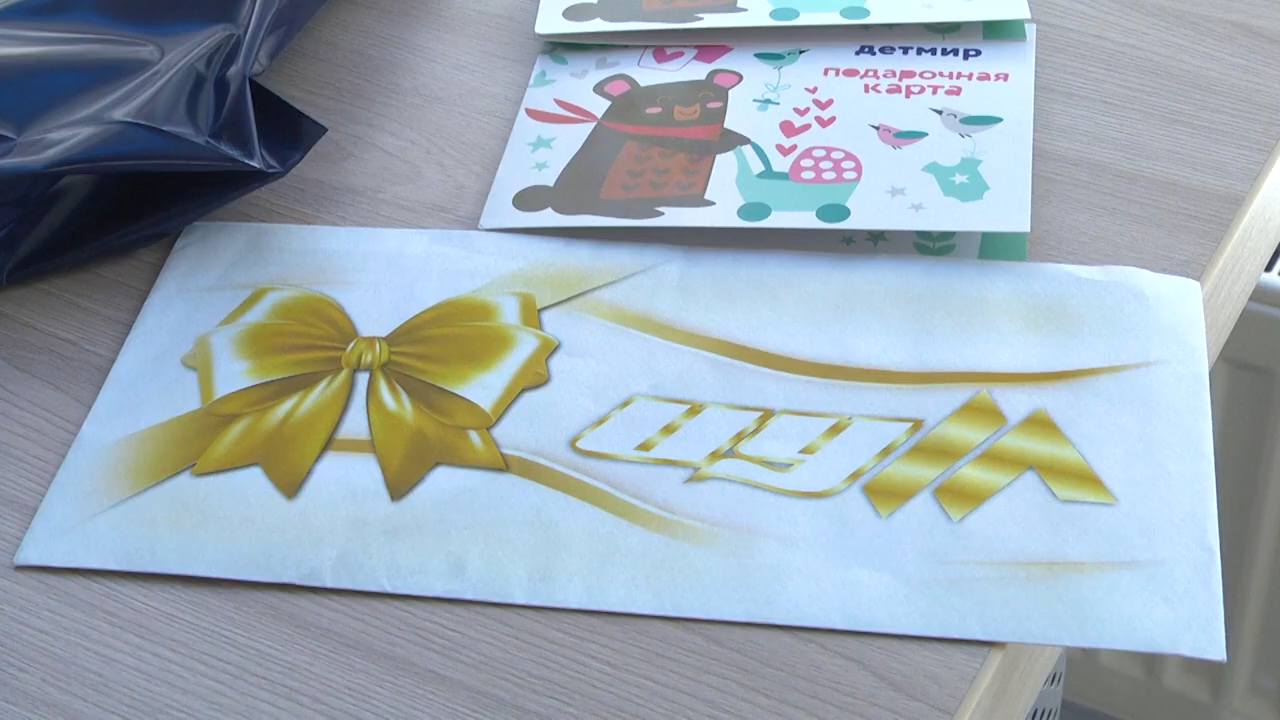 детмир
подарочная
карта
ЦУМ